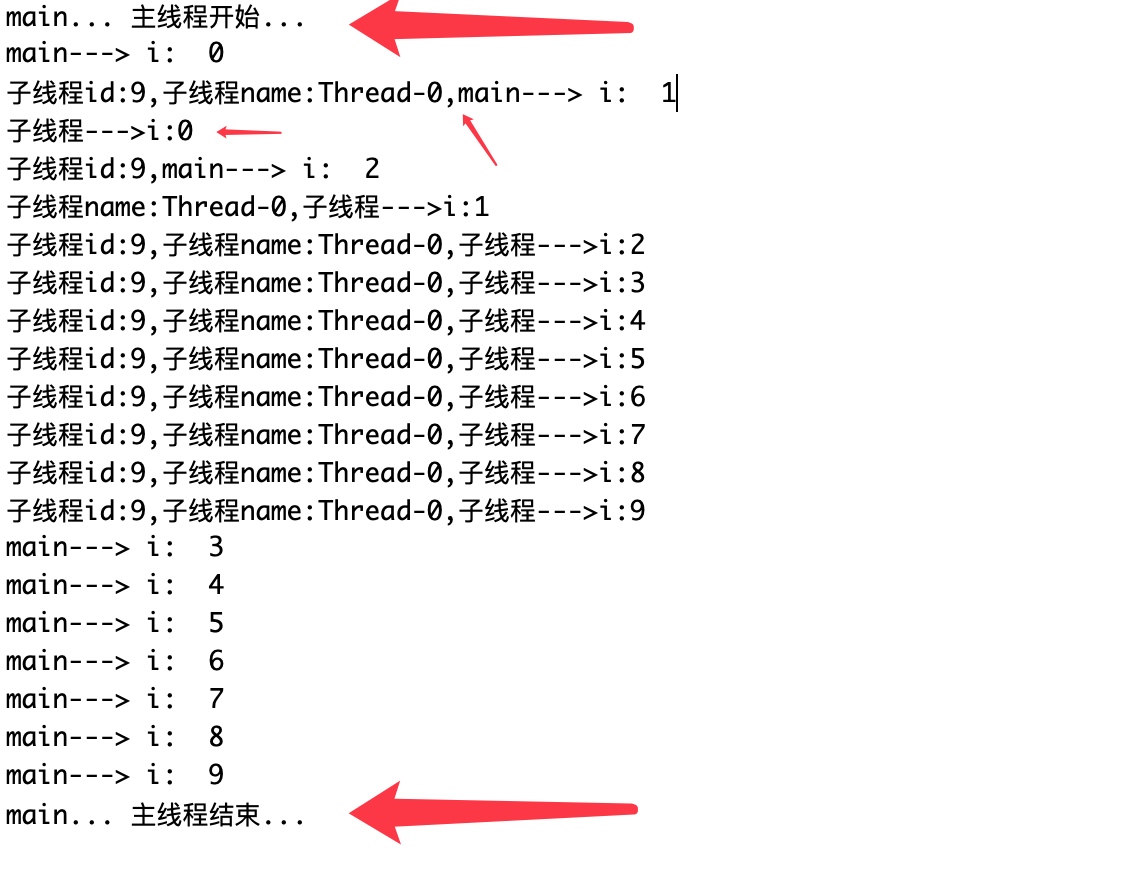 main... 主线程开始...
main---> i:  0
子线程id:9,子线程name:Thread-0,main---> i:  1
子线程--->i:0
子线程id:9,main---> i:  2
子线程name:Thread-0,子线程--->i:1
子线程id:9,子线程name:Thread-0,子线程--->i:2
子线程id:9,子线程name:Thread-0,子线程--->i:3
子线程id:9,子线程name:Thread-0,子线程--->i:4
子线程id:9,子线程name:Thread-0,子线程--->i:5
子线程id:9,子线程name:Thread-0,子线程--->i:6
子线程id:9,子线程name:Thread-0,子线程--->i:7
子线程id:9,子线程name:Thread-0,子线程--->i:8
子线程id:9,子线程name:Thread-0,子线程--->i:9
main---> i:  3
main---> i:  4
main---> i:  5
main---> i:  6
main---> i:  7
main---> i:  8
main---> i:  9
main... 主线程结束...